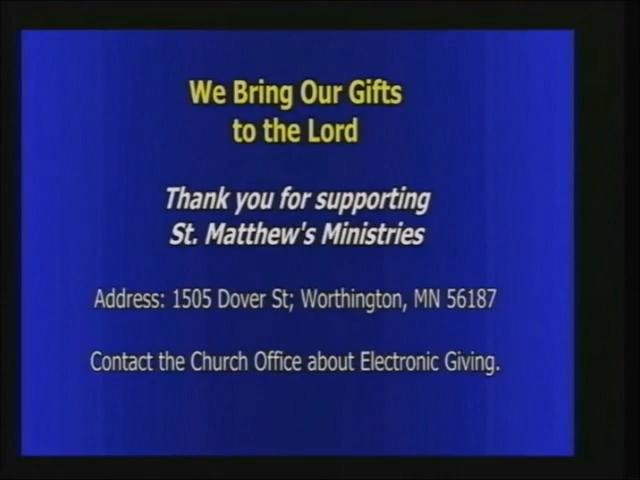 We Bring Our Gifts
to the Lord
Thank you for supporting
St. Matthew's Ministries
Address: 1505 Dover St; Worthington, MN 56187
Contact the Church Office about Electronic Giving.